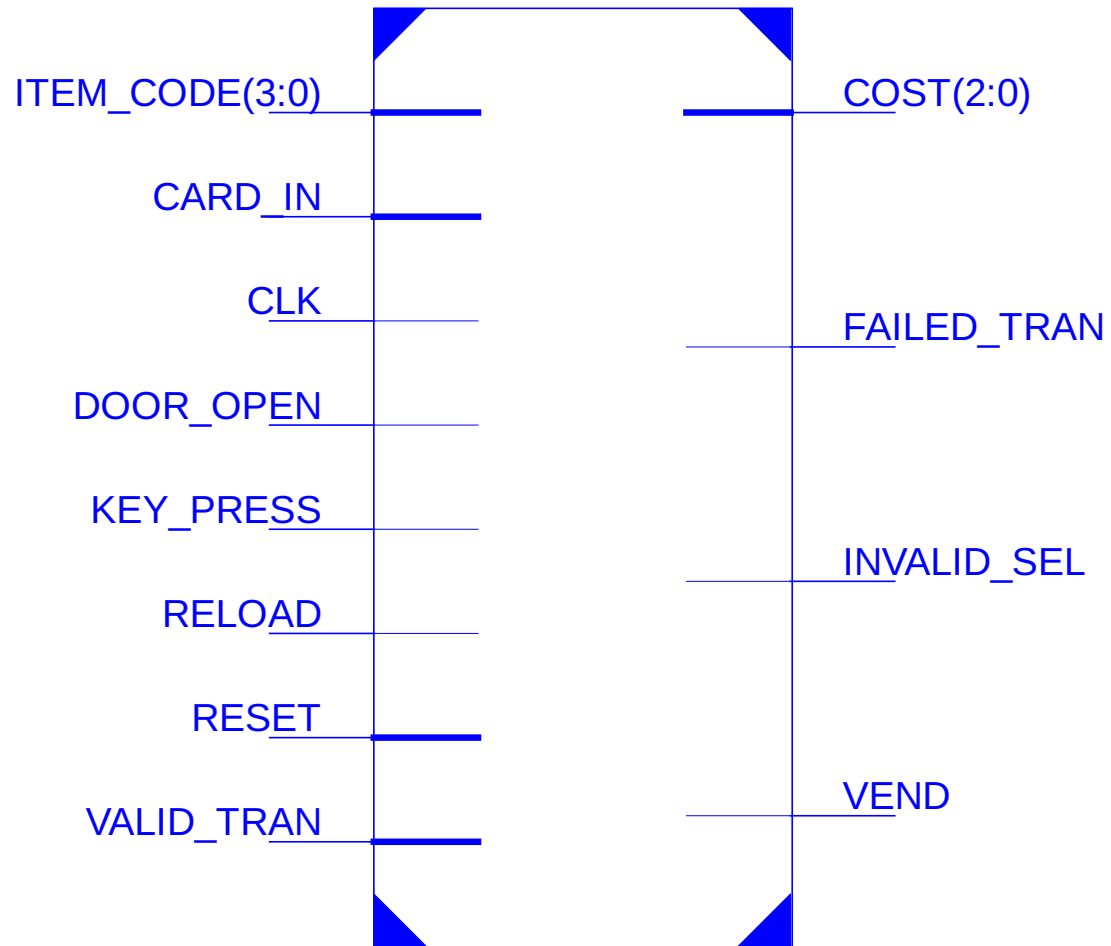 ITEM_CODE(3:0)
COST(2:0)
CARD_IN
CLK
FAILED_TRAN
DOOR_OPEN
KEY_PRESS
INVALID_SEL
RELOAD
RESET
VEND
VALID_TRAN